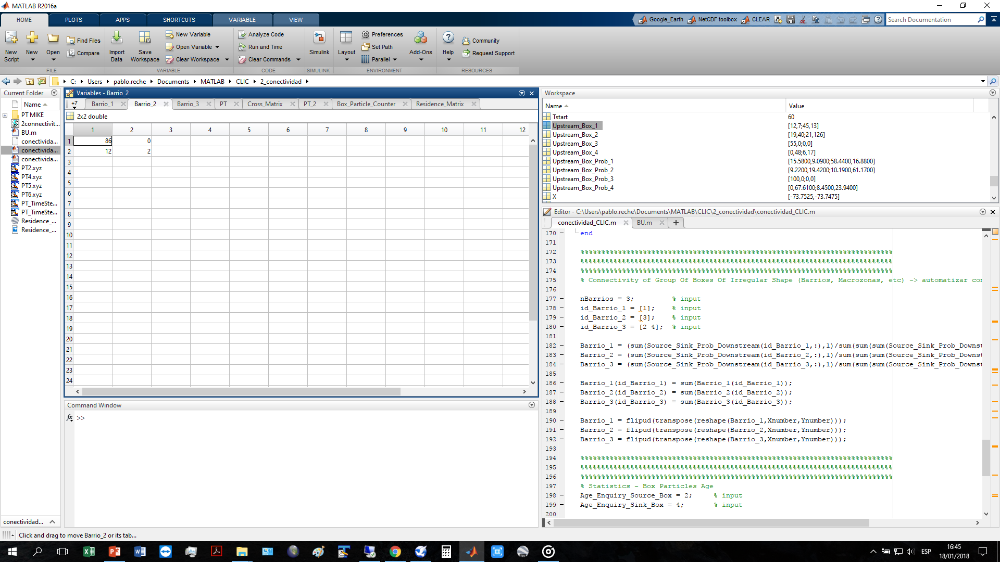 MATLAB R2016a
HOME PLOTS APPS SHORTCUTS VARIABLE VIEW Google_Earth NetCDF toolbox CLEAR Search Documentation
New Script New Open Find Files Compare Import Data Save Workspace New Variable Open Variable Clear Workspace Analyze Code Run and Time Clear Commands Simulink Layout Preferences Set Path Parallel Add-Ons Help Community Request Support
FILE VARIABLE CODE SIMULINK ENVIRONMENT RESOURCES
C: Users pablo.reche Documents MATLAB CLIC 2_conectividad
Current Folder
Name
PT MIKE
2connectivit...
BU.m
conectivida...
conectivida...
conectivida...
PT2.xyz
PT4.xyz
PT5.xyz
PT6.xyz
PT_TimeSte...
PT_TimeSte...
Residence_...
Residence_...
conectividad...
Variables - Barrio_2
+7 Barrio_1 Barrio_2 Barrio_3 PT Cross_Matrix PT_2 Box_Particle_Counter Residence_Matrix
2x2 double
1 2 3 4 5 6 7 8 9 10 11 12
1 86 0
2 12 2
3
4
5
6
7
8
9
10
11
12
13
14
15
16
17
18
19
20
21
22
23
24
Command Window
fx >>
Workspace
Name Value
Tstart 60
Upstream_Box_1 [12,7;45,13]
Upstream_Box_2 [19,40;21,126]
Upstream_Box_3 [55,0;0,0]
Upstream_Box_4 [0,48;6,17]
Upstream_Box_Prob_1 [15.5800,9.0900;58.4400,16.8800]
Upstream_Box_Prob_2 [9.2200,19.4200;10.1900,61.1700]
Upstream_Box_Prob_3 [100,0;0,0]
Upstream_Box_Prob_4 [0,67.6100;8.4500,23.9400]
X [-73.7525,-73.7475]
Editor - C:\Users\pablo.reche\Documents\MATLAB\CLIC\2_conectividad\conectividad_CLIC.m
conectividad_CLIC.m BU.m +
170 – end
171
172 %%%%%%%%%%%%%%%%%%%%%%%%%%%%%%%%%%%%%%%%%%%%%%%%%%%%%%%%%%%%%%%%%%%%%%%%%%%
173 %%%%%%%%%%%%%%%%%%%%%%%%%%%%%%%%%%%%%%%%%%%%%%%%%%%%%%%%%%%%%%%%%%%%%%%%%%%
174 %%%%%%%%%%%%%%%%%%%%%%%%%%%%%%%%%%%%%%%%%%%%%%%%%%%%%%%%%%%%%%%%%%%%%%%%%%%
175 % Connectivity of Group Of Boxes Of Irregular Shape (Barrios, Macrozonas, etc) -> automatizar con
176
177 – nBarrios = 3; % input
178 – id_Barrio_1 = [1]; % input
179 – id_Barrio_2 = [3]; % input
180 – id_Barrio_3 = [2 4]; % input
181
182 – Barrio_1 = (sum(Source_Sink_Prob_Downstream(id_Barrio_1,:),1)/sum(sum(sum(Source_Sink_Prob_Downst
183 – Barrio_2 = (sum(Source_Sink_Prob_Downstream(id_Barrio_2,:),1)/sum(sum(sum(Source_Sink_Prob_Downst
184 – Barrio_3 = (sum(Source_Sink_Prob_Downstream(id_Barrio_3,:),1)/sum(sum(sum(Source_Sink_Prob_Downst
185
186 – Barrio_1(id_Barrio_1) = sum(Barrio_1(id_Barrio_1));
187 – Barrio_2(id_Barrio_2) = sum(Barrio_2(id_Barrio_2));
188 – Barrio_3(id_Barrio_3) = sum(Barrio_3(id_Barrio_3));
189
190 – Barrio_1 = flipud(transpose(reshape(Barrio_1,Xnumber,Ynumber)));
191 – Barrio_2 = flipud(transpose(reshape(Barrio_2,Xnumber,Ynumber)));
192 – Barrio_3 = flipud(transpose(reshape(Barrio_3,Xnumber,Ynumber)));
193
194 %%%%%%%%%%%%%%%%%%%%%%%%%%%%%%%%%%%%%%%%%%%%%%%%%%%%%%%%%%%%%%%%%%%%%%%%%%%
195 %%%%%%%%%%%%%%%%%%%%%%%%%%%%%%%%%%%%%%%%%%%%%%%%%%%%%%%%%%%%%%%%%%%%%%%%%%%
196 %%%%%%%%%%%%%%%%%%%%%%%%%%%%%%%%%%%%%%%%%%%%%%%%%%%%%%%%%%%%%%%%%%%%%%%%%%%
197 % Statistics - Box Particles Age
198 – Age_Enquiry_Source_Box = 2; % input
199 – Age_Enquiry_Sink_Box = 4; % input
200
Click and drag to move Barrio_2 or its tab...
ESP
16:45
18/01/2018